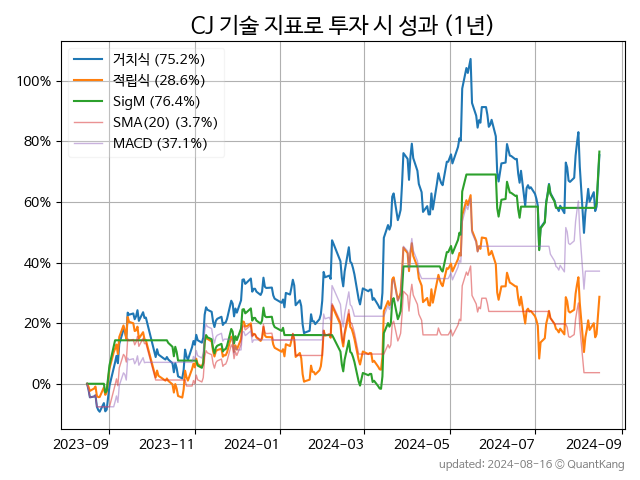 CJ 기술 지표로 투자 시 성과 (1년)
거치식 (75.2%)
적립식 (28.6%)
SigM (76.4%)
SMA(20) (3.7%)
MACD (37.1%)
100%
80%
60%
40%
20%
0%
2023-09 2023-11 2024-01 2024-03 2024-05 2024-07 2024-09
updated: 2024-08-16 © QuantKang